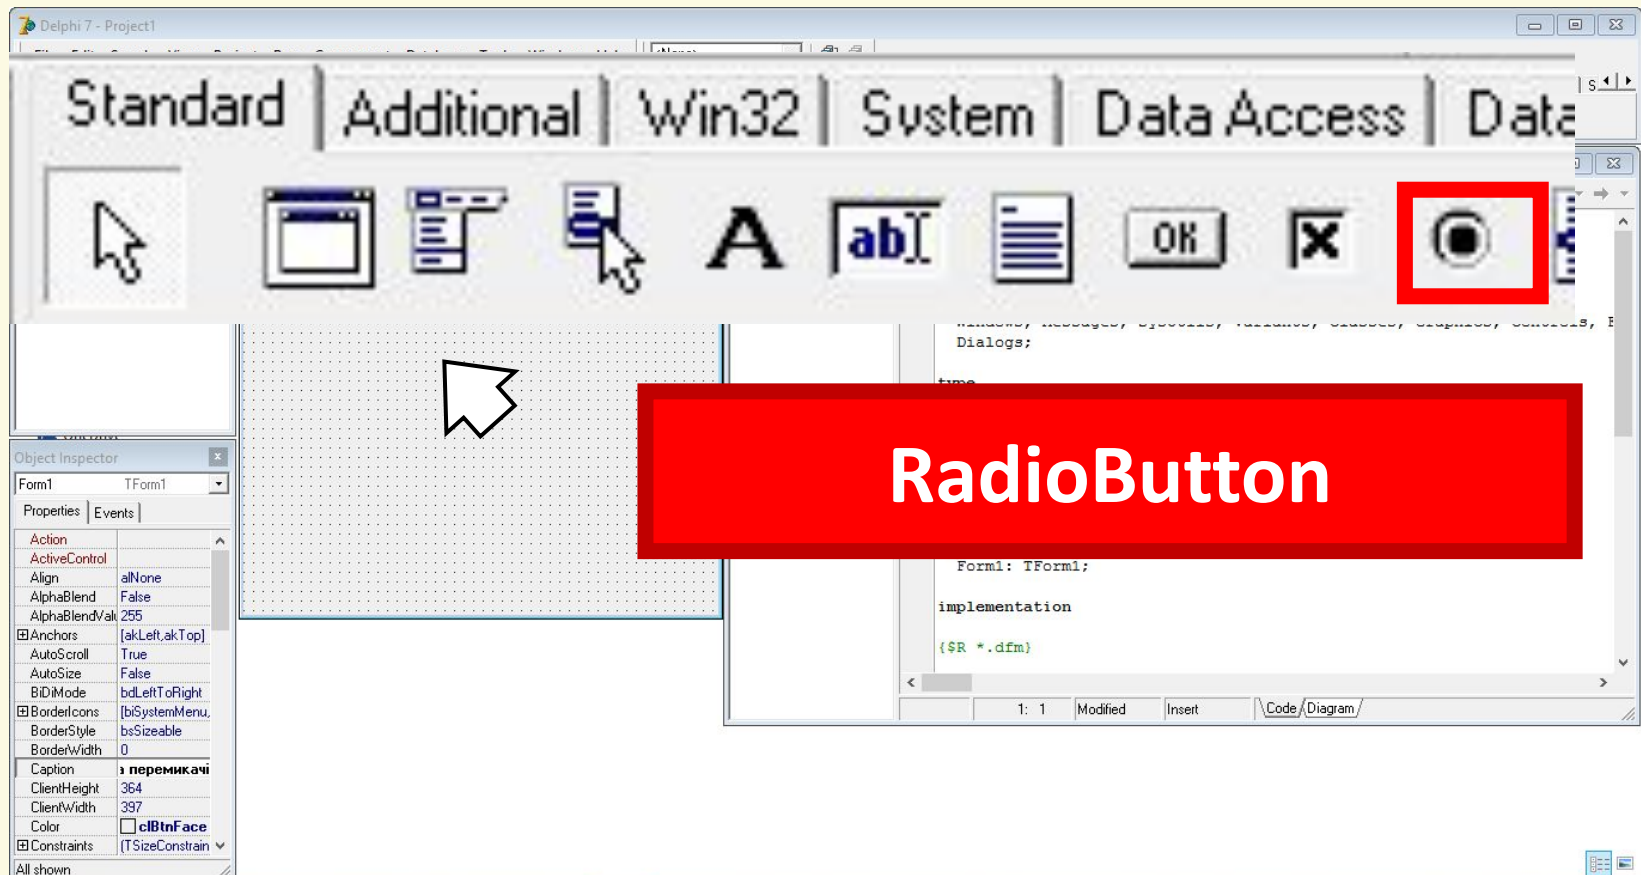 Delphi 7 - Project1
Standard Additional Win32 System Data Access Data
S
abI OK
Dialogs;
type
RadioButton
Form1: TForm1;
implementation
{$R *.dfm}
1: 1 Modified Insert Code Diagram
Object Inspector
Form1 TForm1
Properties Events
Action
ActiveControl
Align alNone
AlphaBlend False
AlphaBlendValu 255
Anchors [akLeft,akTop]
AutoScroll True
AutoSize False
BiDiMode bdLeftToRight
BorderIcons [biSystemMenu,
BorderStyle bsSizeable
BorderWidth 0
Caption перемикачі
ClientHeight 364
ClientWidth 397
Color clBtnFace
Constraints (TSizeConstrain
All shown